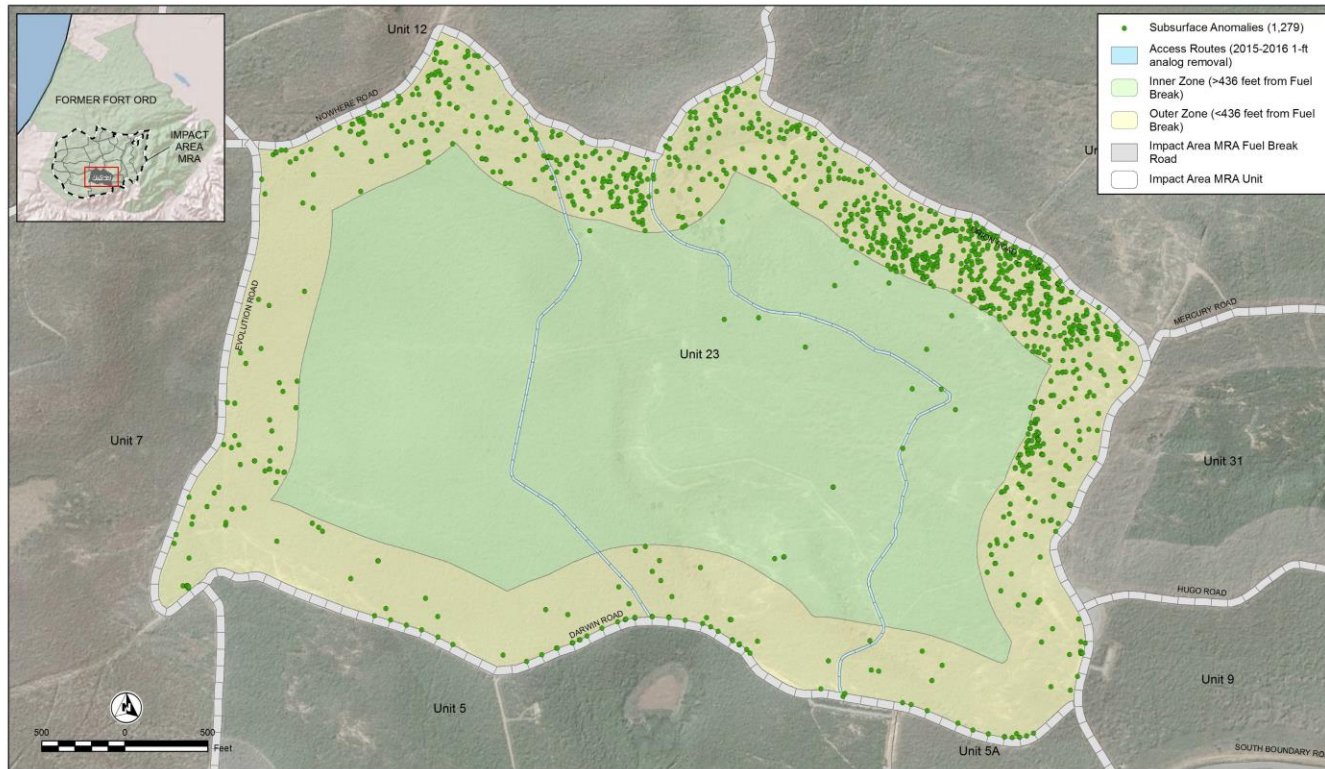 FORMER FORT ORD
IMPACT
AREA
MRA
Unit 12
NOWHERE ROAD
Subsurface Anomalies (1,279)
Access Routes (2015-2016 1-ft
analog removal)
Inner Zone (>436 feet from Fuel
Break)
Outer Zone (<436 feet from Fuel
Break)
Impact Area MRA Fuel Break
Road
Impact Area MRA Unit
EVOLUTION ROAD
MERCURY ROAD
Unit 23
Unit 7
Unit 31
HUGO ROAD
DARWIN ROAD
Unit 9
Unit 5
N
500
0
500
Feet
Unit 5A
SOUTH BOUNDARY